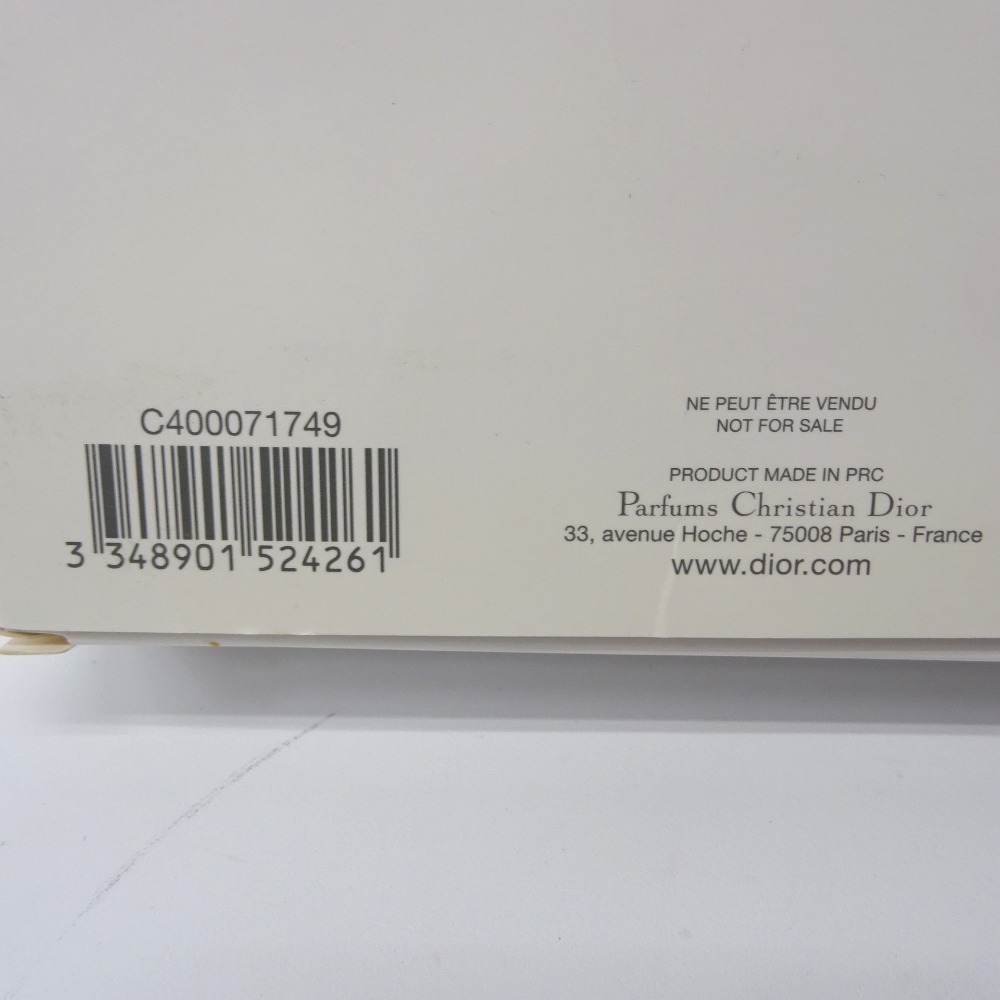 C400071749
3 348901 524261
NE PEUT ÊTRE VENDU
NOT FOR SALE
PRODUCT MADE IN PRC
Parfums Christian Dior
33, avenue Hoche - 75008 Paris - France
www.dior.com